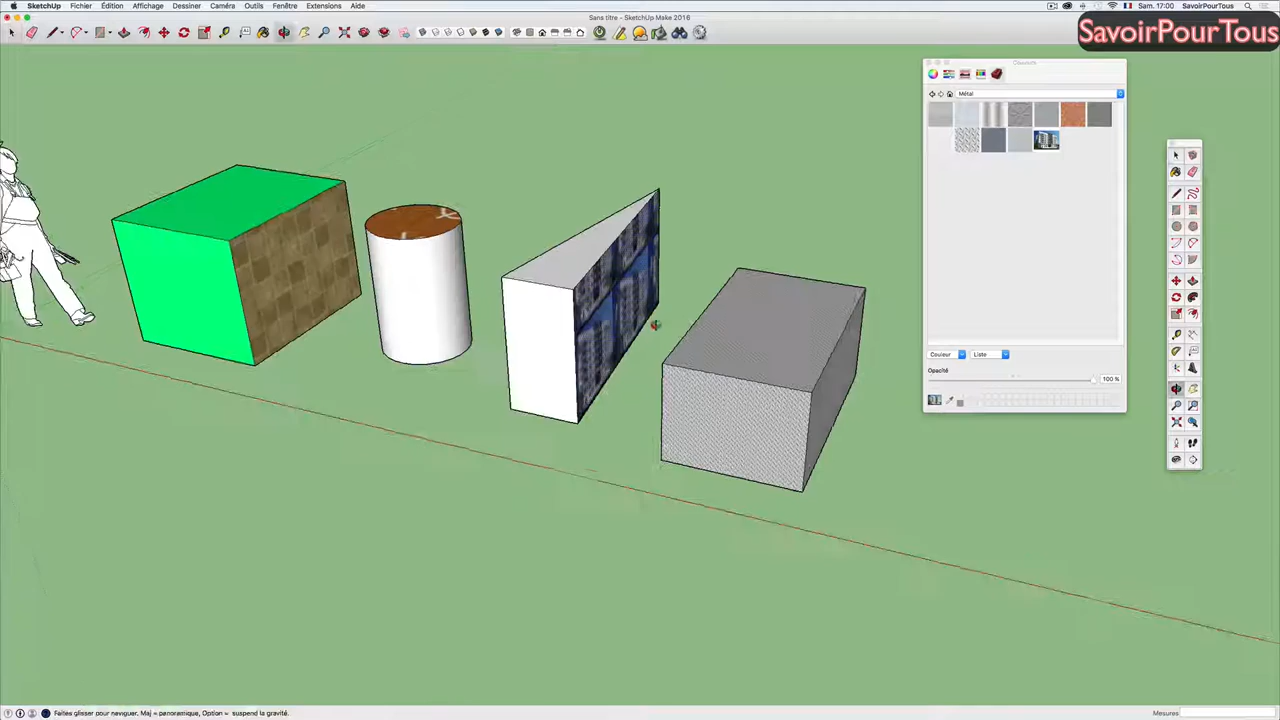 SketchUp Fichier Édition Affichage Dessiner Caméra Outils Fenêtre Extensions Aide
Sam. 17:00 SavoirPourTous
Sans titre - SketchUp Make 2016
SavoirPourTous
Métal
Couleur Liste
Opacité
100 %
Faites glisser pour naviguer. Maj = panoramique, Option = suspend la gravité.
Mesures